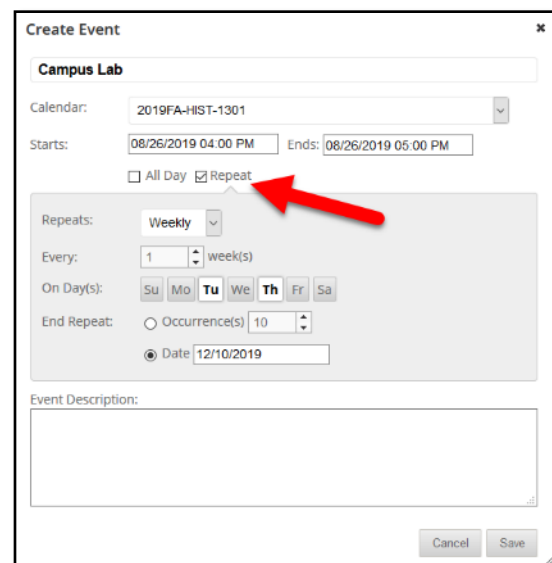 Create Event
Campus Lab
Calendar: 2019FA-HIST-1301
Starts: 08/26/2019 04:00 PM Ends: 08/26/2019 05:00 PM
All Day Repeat
Repeats: Weekly
Every: 1 week(s)
On Day(s): Su Mo Tu We Th Fr Sa
End Repeat: Occurrence(s) 10
Date 12/10/2019
Event Description:
Cancel Save